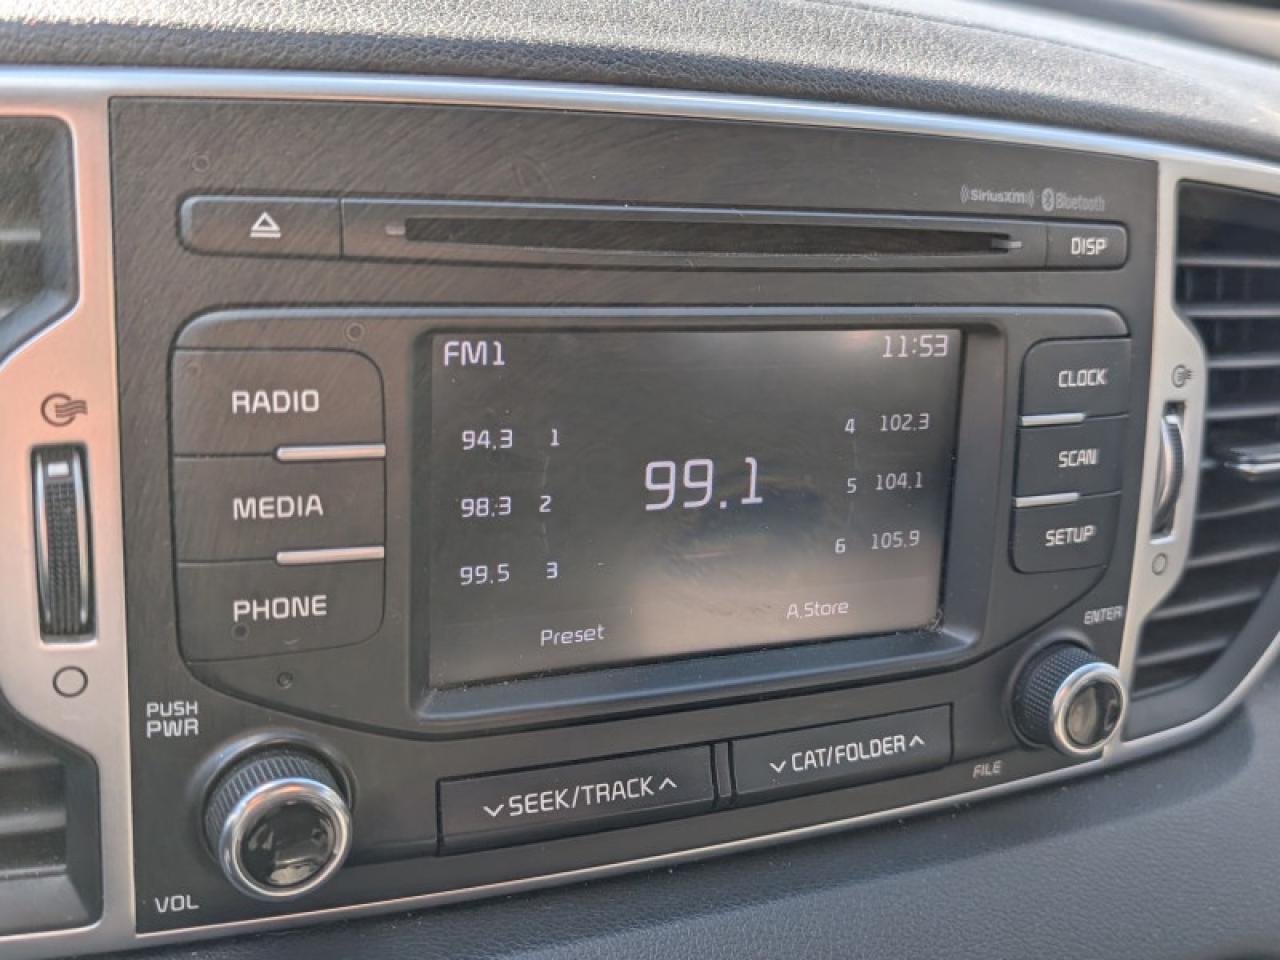 SiriusXM Bluetooth
DISP
FM1 11:53
RADIO
MEDIA
PHONE
94.3 1
98.3 2
99.5 3
99.1
4 102.3
5 104.1
6 105.9
Preset
A.Store
CLOCK
SCAN
SETUP
PUSH
PWR
VOL
SEEK/TRACK
CAT/FOLDER
ENTER
FILE